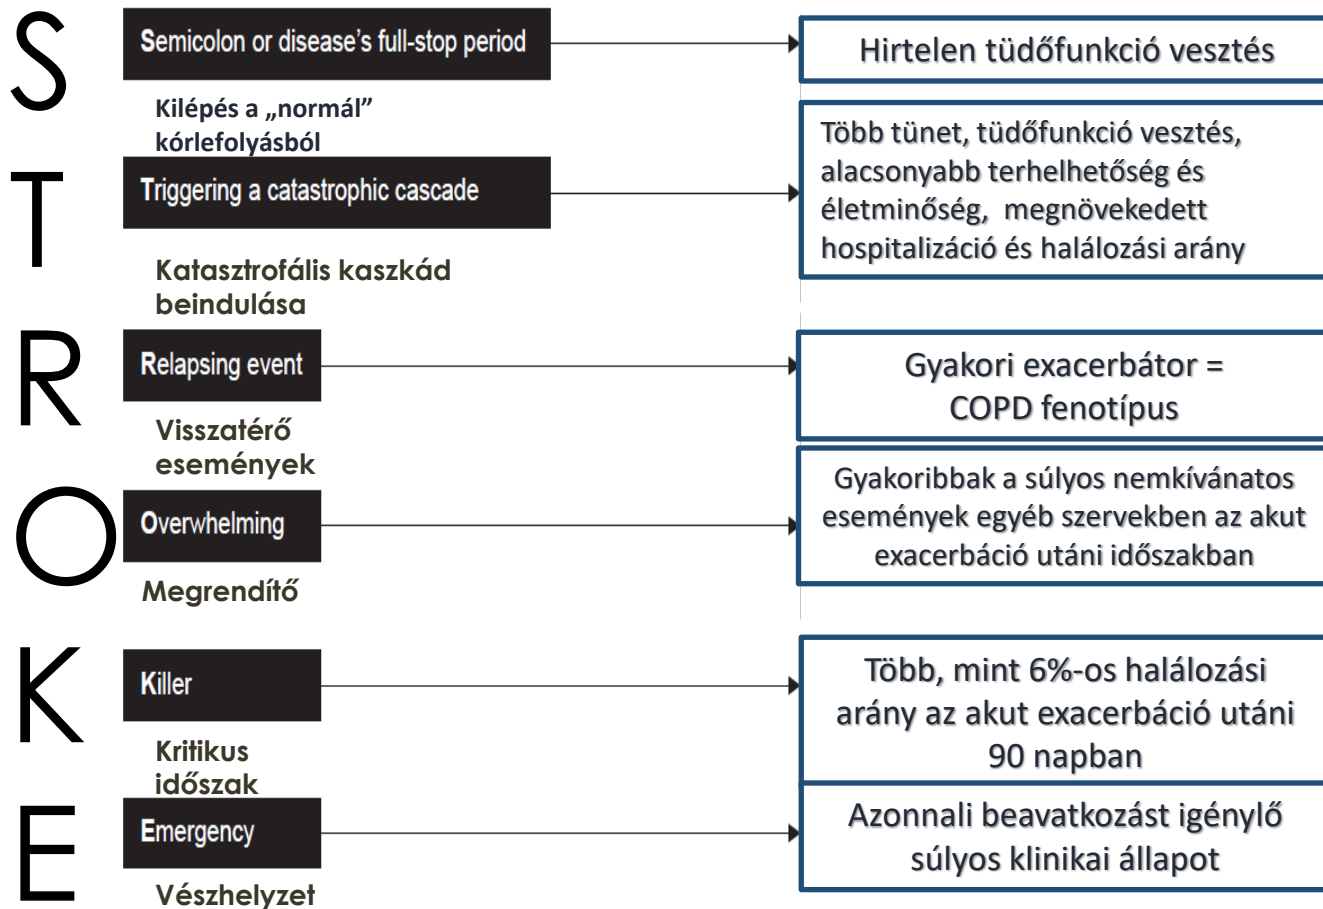 S
Semicolon or disease's full-stop period
Hirtelen tüdőfunkció vesztés
Kilépés a „normál”
kórlefolyásból
T
Triggering a catastrophic cascade
Több tünet, tüdőfunkció vesztés,
alacsonyabb terhelhetőség és
életminőség, megnövekedett
hospitalizáció és halálozási arány
Katasztrofális kaszkád
beindulása
R
Relapsing event
Gyakori exacerbátor =
COPD fenotípus
Visszatérő
események
O
Overwhelming
Gyakoribbak a súlyos nemkívánatos
események egyéb szervekben az akut
exacerbáció utáni időszakban
Megrendítő
K
Killer
Több, mint 6%-os halálozási
arány az akut exacerbáció utáni
90 napban
Kritikus
időszak
E
Emergency
Azonnali beavatkozást igénylő
súlyos klinikai állapot
Vészhelyzet